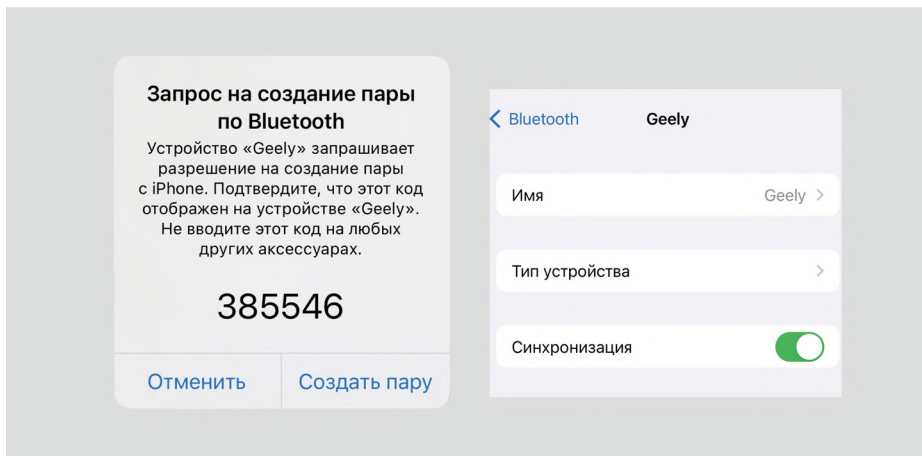 Запрос на создание пары
по Bluetooth
Устройство «Geely» запрашивает
разрешение на создание пары
с iPhone. Подтвердите, что этот код
отображен на устройстве «Geely».
Не вводите этот код на любых
других аксессуарах.
385546
Отменить Создать пару
Bluetooth Geely
Имя Geely
Тип устройства
Синхронизация